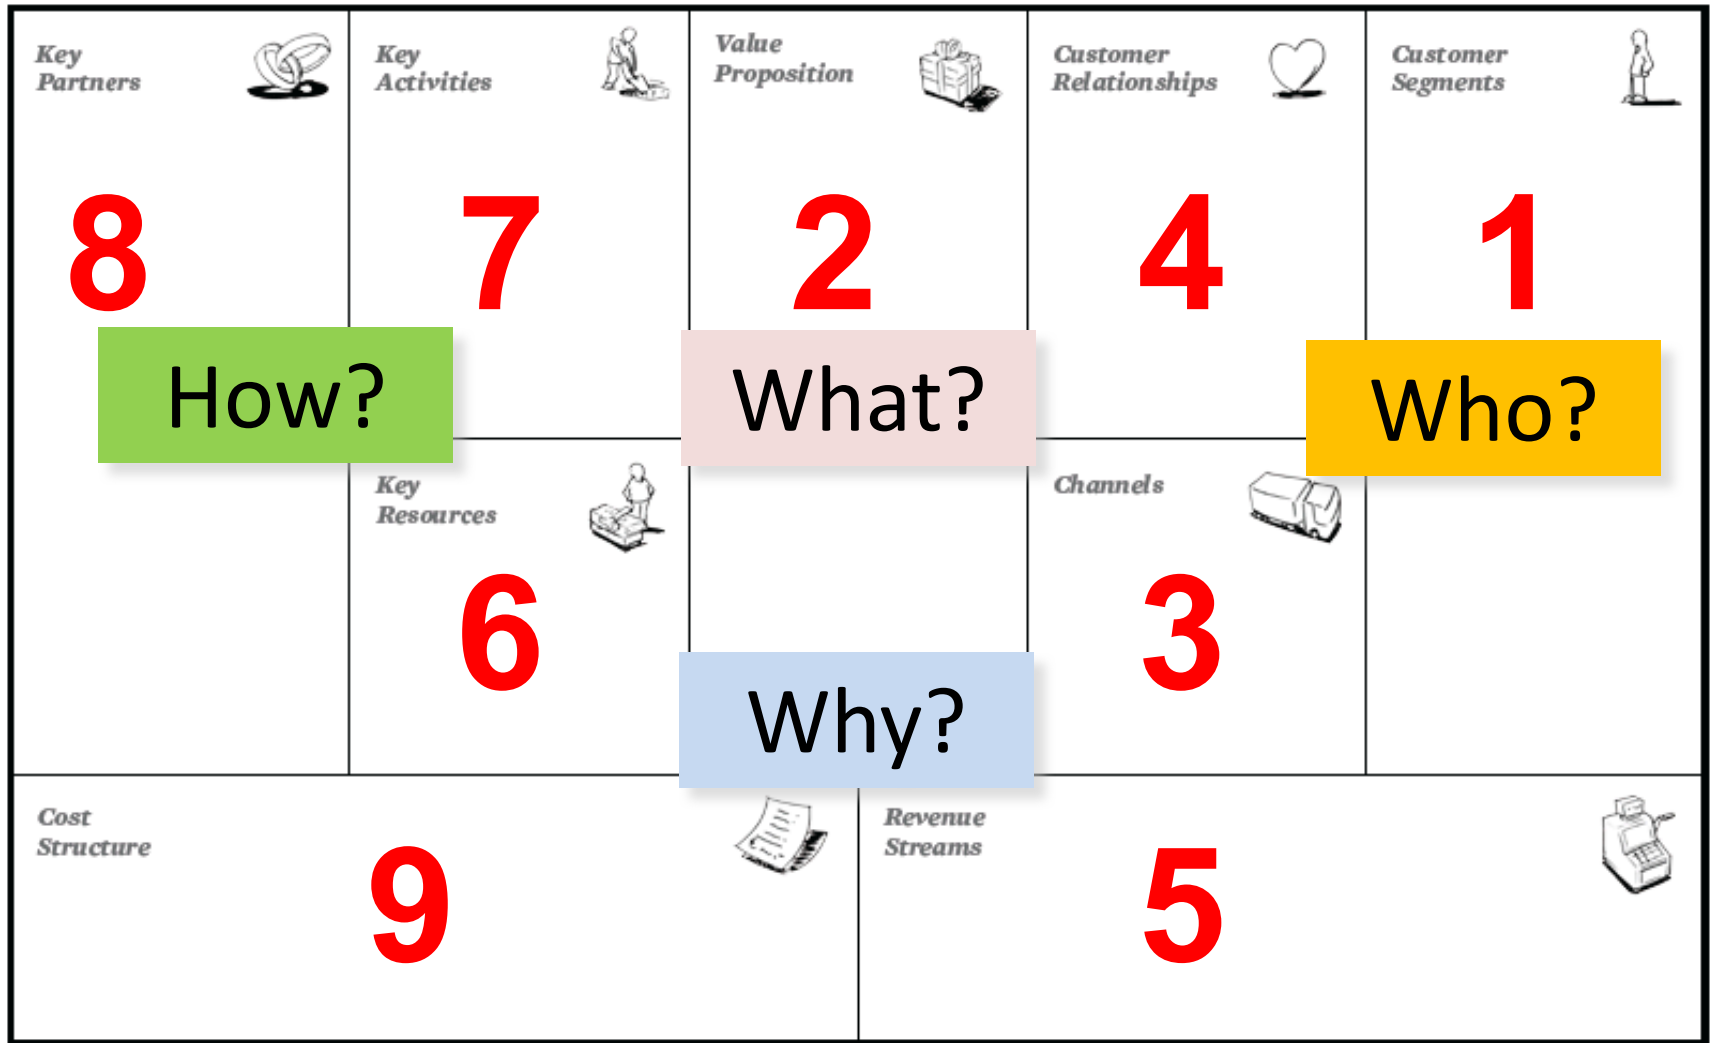 Key
Partners
8
Key
Activities
7
Value
Proposition
2
Customer
Relationships
4
Customer
Segments
1
How?
What?
Who?
Key
Resources
6
Channels
3
Why?
Cost
Structure
9
Revenue
Streams
5